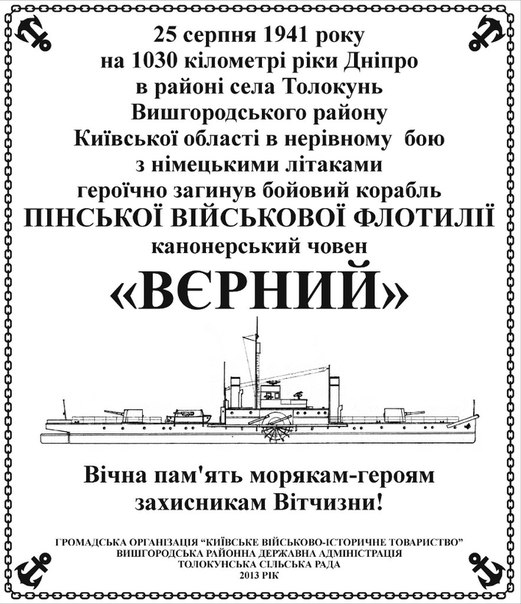 25 серпня 1941 року
на 1030 кілометрі ріки Дніпро
в районі села Толокунь
Вишгородського району
Київської області в нерівному бою
з німецькими літаками
героїчно загинув бойовий корабль
ПІНСЬКОЇ ВІЙСЬКОВОЇ ФЛОТИЛІЇ
канонерський човен
«ВЄРНИЙ»
Вічна пам'ять морякам-героям
захисникам Вітчизни!
ГРОМАДСЬКА ОРГАНІЗАЦІЯ “КИЇВСЬКЕ ВІЙСЬКОВО-ІСТОРИЧНЕ ТОВАРИСТВО”
ВИШГОРОДСЬКА РАЙОННА ДЕРЖАВНА АДМІНІСТРАЦІЯ
ТОЛОКУНСЬКА СІЛЬСЬКА РАДА
2013 РІК